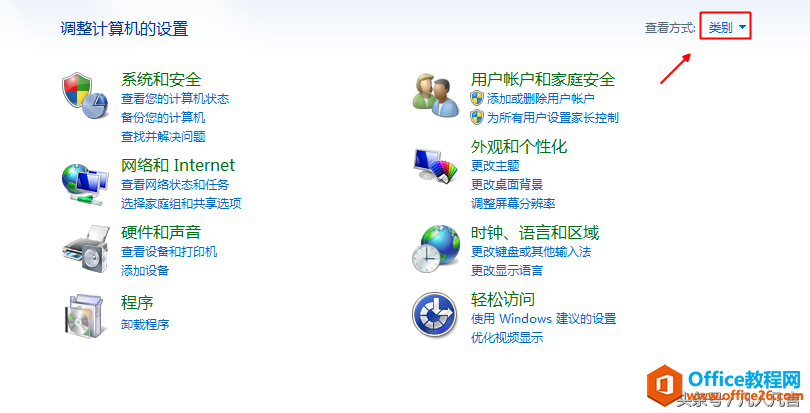 调整计算机的设置
查看方式: 类别
系统和安全
查看您的计算机状态
备份您的计算机
查找并解决问题
网络和 Internet
查看网络状态和任务
选择家庭组和共享选项
硬件和声音
查看设备和打印机
添加设备
程序
卸载程序
用户帐户和家庭安全
添加或删除用户帐户
为所有用户设置家长控制
外观和个性化
更改主题
更改桌面背景
调整屏幕分辨率
时钟、语言和区域
更改键盘或其他输入法
更改显示语言
轻松访问
使用 Windows 建议的设置
优化视频显示
Office教程网
www.office26.com